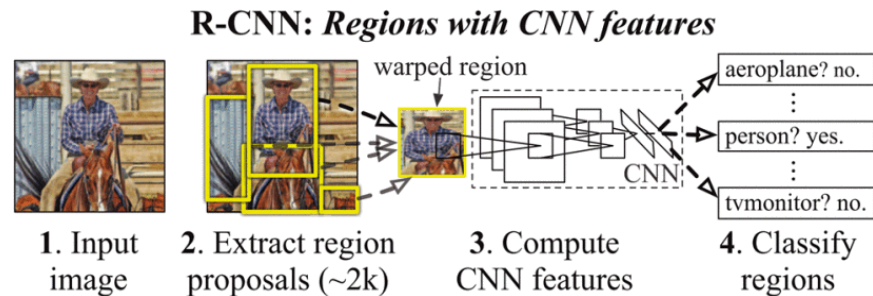 R-CNN: Regions with CNN features
warped region
aeroplane? no.
person? yes.
tvmonitor? no.
CNN
1. Input
image
2. Extract region
proposals (~2k)
3. Compute
CNN features
4. Classify
regions